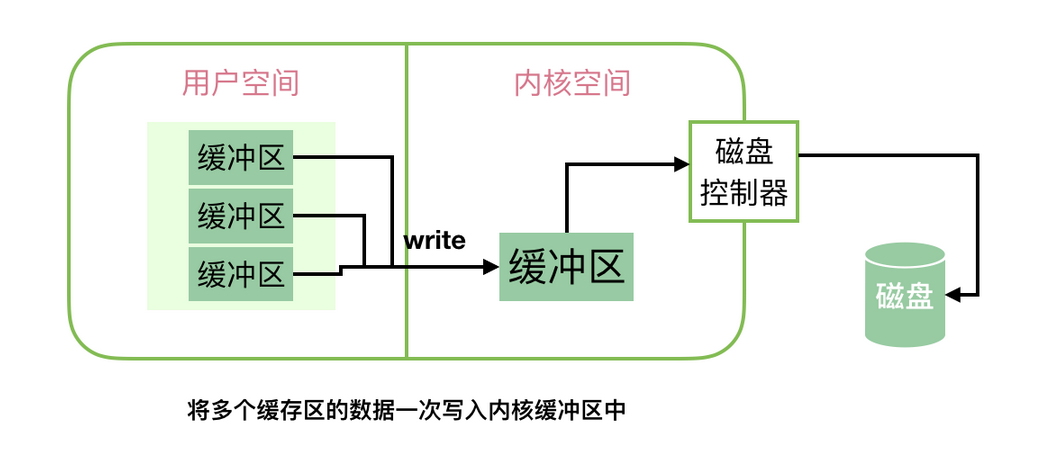 用户空间
内核空间
缓冲区
缓冲区
缓冲区
write
缓冲区
磁盘
控制器
磁盘
将多个缓存区的数据一次写入内核缓冲区中